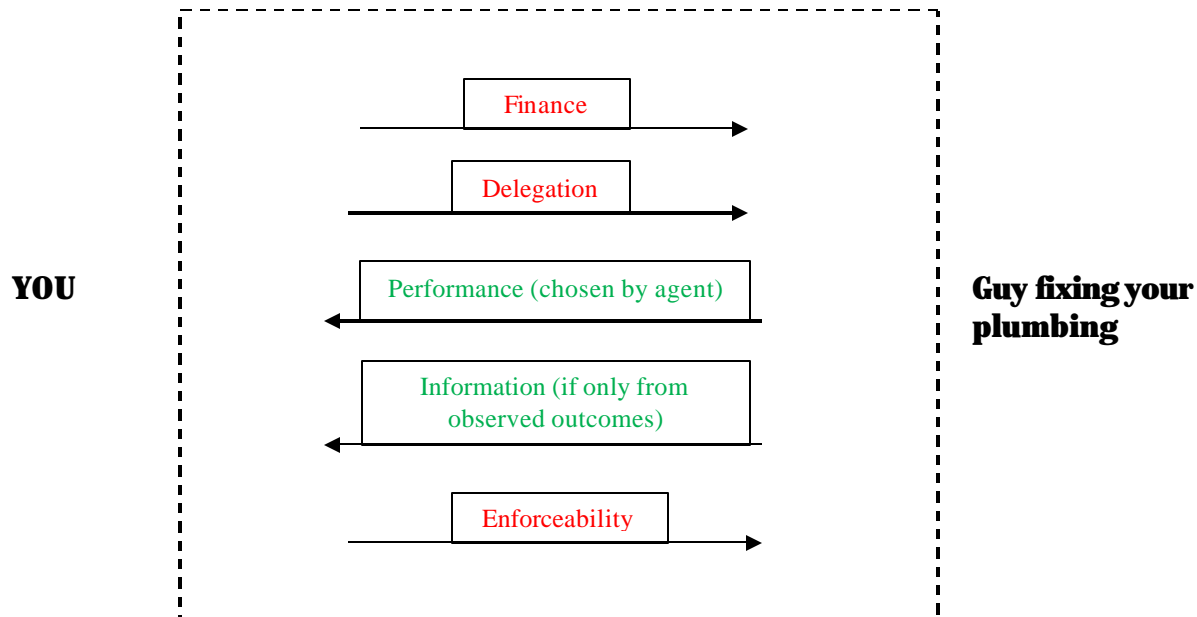 Finance
Delegation
YOU
Performance (chosen by agent)
Guy fixing your
plumbing
Information (if only from
observed outcomes)
Enforceability